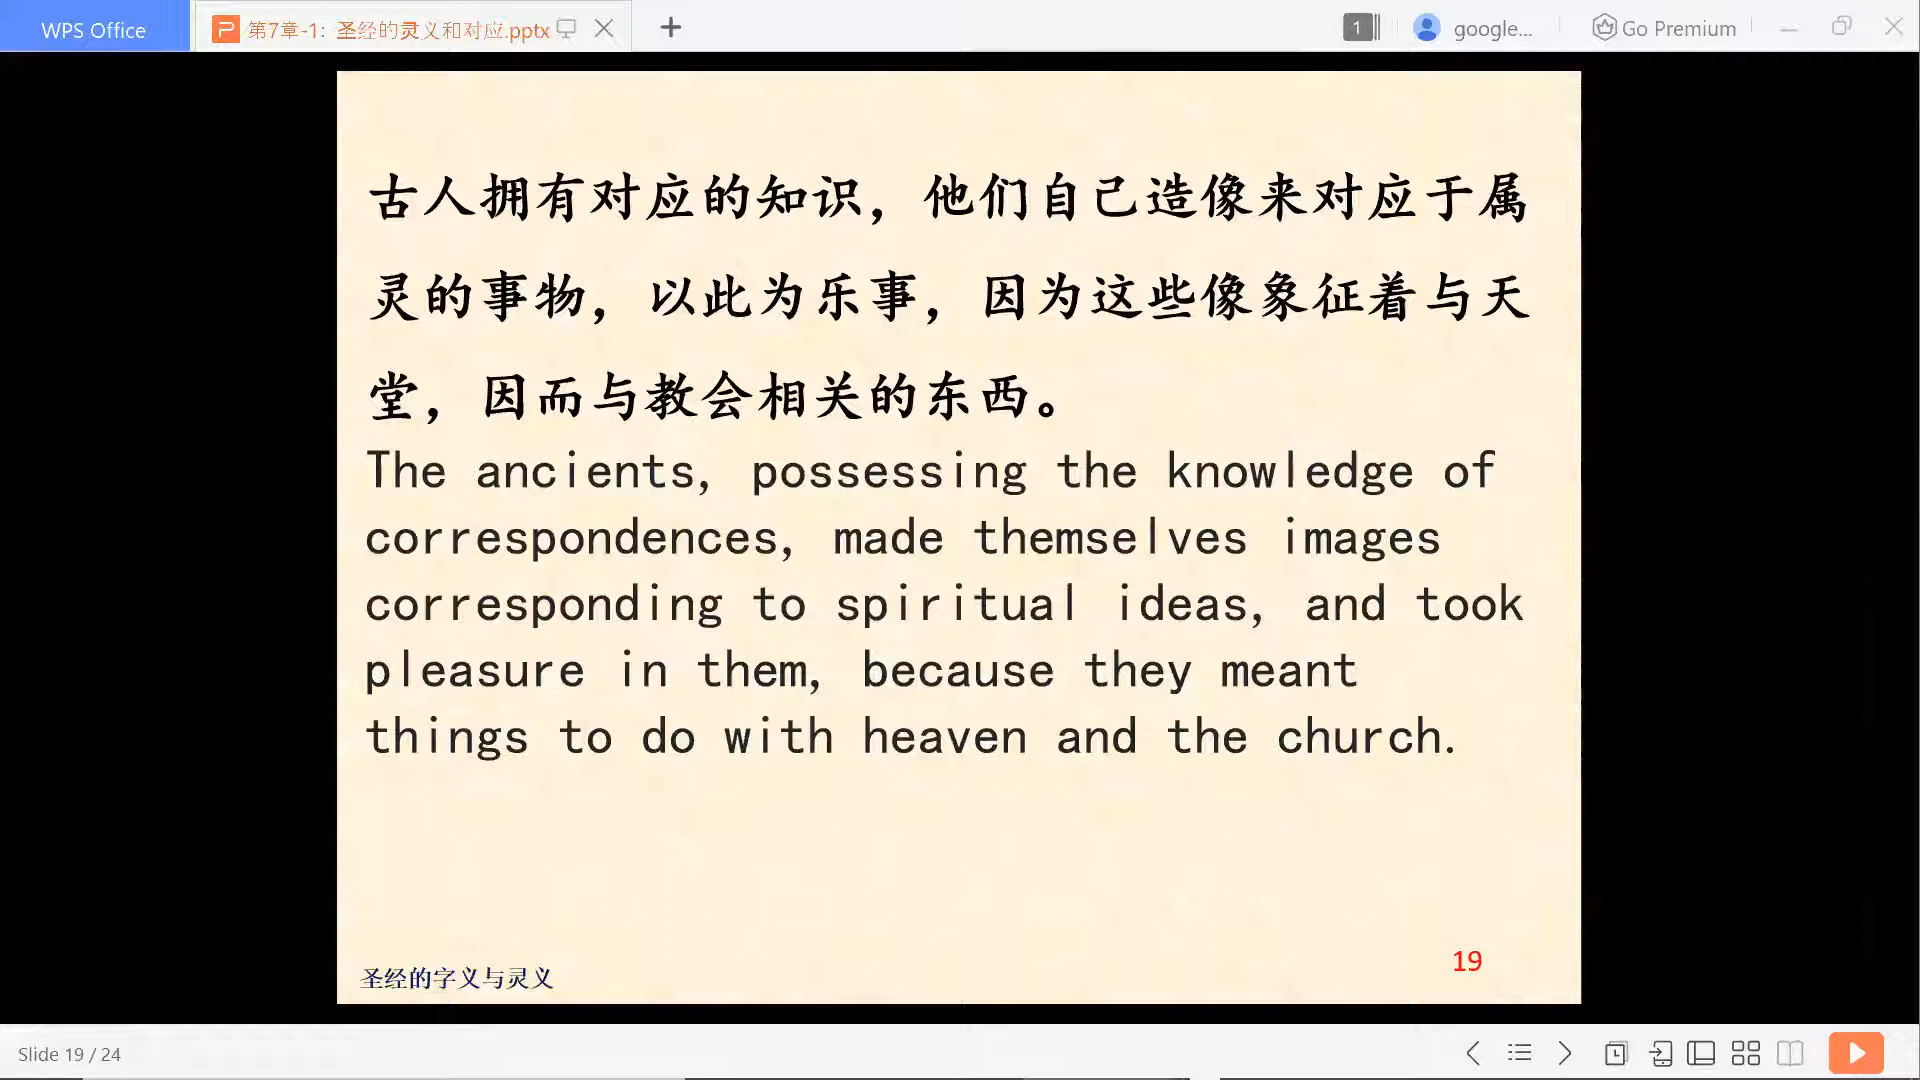 WPS Office
第7章-1：圣经的灵义和对应.pptx
1
google...
Go Premium
古人拥有对应的知识，他们自己造像来对应于属
灵的事物，以此为乐事，因为这些像象征着与天
堂，因而与教会相关的东西。
The ancients, possessing the knowledge of
correspondences, made themselves images
corresponding to spiritual ideas, and took
pleasure in them, because they meant
things to do with heaven and the church.
圣经的字义与灵义
19
Slide 19 / 24